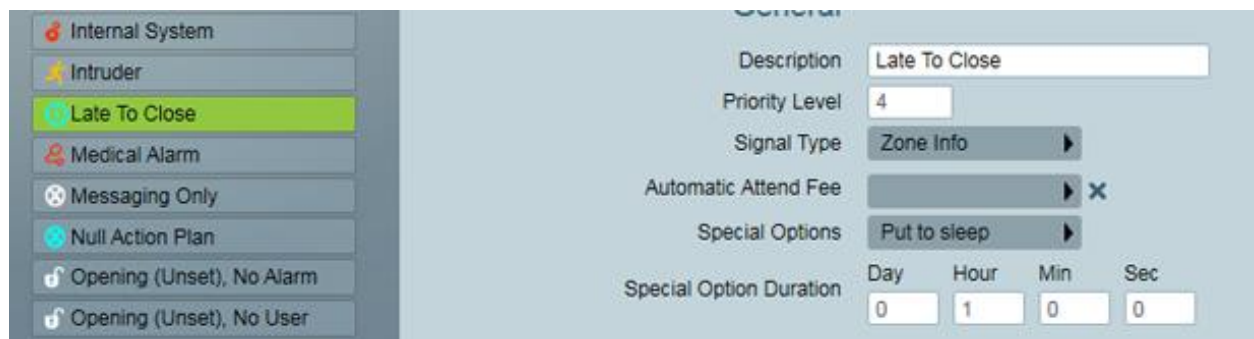 Internal System
Intruder
Late To Close
Medical Alarm
Messaging Only
Null Action Plan
Opening (Unset), No Alarm
Opening (Unset), No User
General
Description Late To Close
Priority Level 4
Signal Type Zone Info
Automatic Attend Fee
Special Options Put to sleep
Day Hour Min Sec
Special Option Duration 0 1 0 0